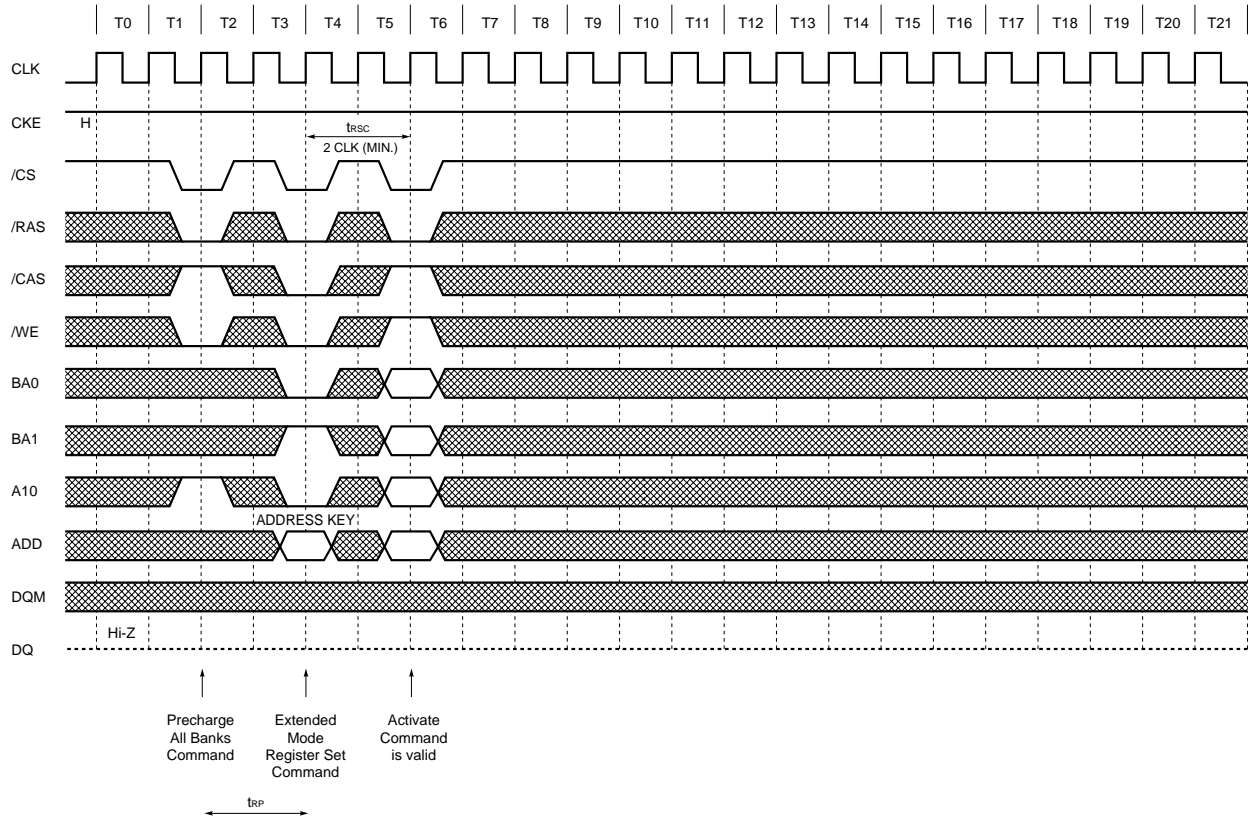 T0 T1 T2 T3 T4 T5 T6 T7 T8 T9 T10 T11 T12 T13 T14 T15 T16 T17 T18 T19 T20 T21
CLK
CKE H
tRSC
2 CLK (MIN.)
/CS
/RAS
/CAS
/WE
BA0
BA1
A10
ADDRESS KEY
ADD
DQM
Hi-Z
DQ
Precharge
All Banks
Command
Extended
Mode
Register Set
Command
Activate
Command
is valid
tRP